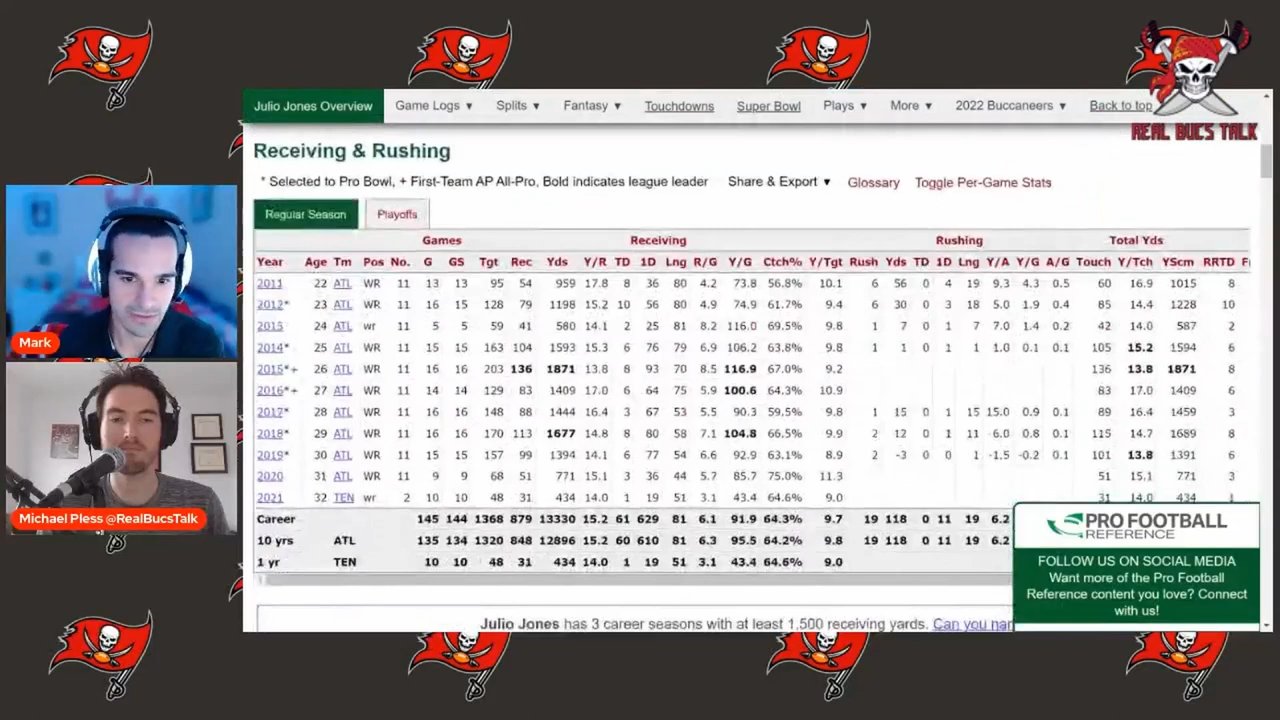 REAL BUCS TALK
Julio Jones Overview Game Logs ▼ Splits ▼ Fantasy ▼ Touchdowns Super Bowl Plays ▼ More ▼ 2022 Buccaneers ▼ Back to top
Receiving & Rushing
* Selected to Pro Bowl, + First-Team AP All-Pro, Bold indicates league leader Share & Export ▼ Glossary Toggle Per-Game Stats
Regular Season Playoffs
Games Receiving Rushing Total Yds
Year Age Tm Pos No. G GS Tgt Rec Yds Y/R TD 1D Lng R/G Y/G Ctch% Y/Tgt Rush Yds TD 1D Lng Y/A Y/G A/G Touch Y/Tch YScm RRTD
2011 22 ATL WR 11 13 13 95 54 959 17.8 8 36 80 4.2 73.8 56.8% 10.1 6 56 0 4 19 9.3 4.3 0.5 60 16.9 1015 8
2012* 23 ATL WR 11 16 15 128 79 1198 15.2 10 56 80 4.9 74.9 61.7% 9.4 6 30 0 3 18 5.0 1.9 0.4 85 14.4 1228 10
2013 24 ATL wr 11 5 5 59 41 580 14.1 2 25 81 8.2 116.0 69.5% 9.8 1 7 0 1 7 7.0 1.4 0.2 42 14.0 587 2
2014* 25 ATL WR 11 15 15 163 104 1593 15.3 6 76 79 6.9 106.2 63.8% 9.8 1 1 0 1 1 1.0 0.1 0.1 105 15.2 1594 6
2015*+ 26 ATL WR 11 16 16 203 136 1871 13.8 8 93 70 8.5 116.9 67.0% 9.2 136 13.8 1871 8
2016*+ 27 ATL WR 11 14 14 129 83 1409 17.0 6 64 75 5.9 100.6 64.3% 10.9 83 17.0 1409 6
2017* 28 ATL WR 11 16 16 148 88 1444 16.4 3 67 53 5.5 90.3 59.5% 9.8 1 15 0 1 15 15.0 0.9 0.1 89 16.4 1459 3
2018* 29 ATL WR 11 16 16 170 113 1677 14.8 8 80 58 7.1 104.8 66.5% 9.9 2 12 0 1 11 6.0 0.8 0.1 115 14.7 1689 8
2019* 30 ATL WR 11 15 15 157 99 1394 14.1 6 77 54 6.6 92.9 63.1% 8.9 2 -3 0 0 1 -1.5 -0.2 0.1 101 13.8 1391 6
2020 31 ATL WR 11 9 9 68 51 771 15.1 3 36 44 5.7 85.7 75.0% 11.3 51 15.1 771 3
2021 32 TEN wr 2 10 10 48 31 434 14.0 1 19 51 3.1 43.4 64.6% 9.0 31 14.0 434 1
Career 145 144 1368 879 13330 15.2 61 629 81 6.1 91.9 64.3% 9.7 19 118 0 11 19 6.2
10 yrs ATL 135 134 1320 848 12896 15.2 60 610 81 6.3 95.5 64.2% 9.8 19 118 0 11 19 6.2
1 yr TEN 10 10 48 31 434 14.0 1 19 51 3.1 43.4 64.6% 9.0
Julio Jones has 3 career seasons with at least 1,500 receiving yards. Can you
PRO FOOTBALL
REFERENCE
FOLLOW US ON SOCIAL MEDIA
Want more of the Pro Football
Reference content you love? Connect
with us!
Mark
Michael Pless @RealBucsTalk